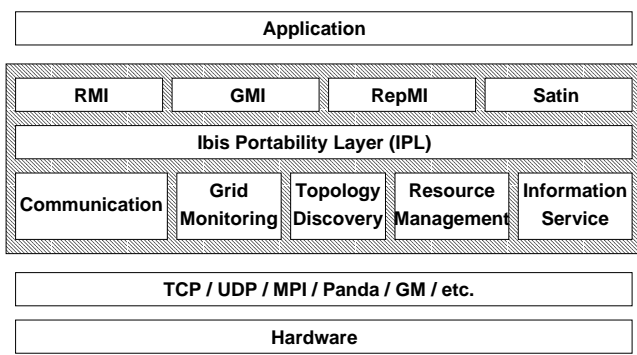 Application
RMI GMI RepMI Satin
Ibis Portability Layer (IPL)
Communication
Grid
Monitoring
Topology
Discovery
Resource
Management
Information
Service
TCP / UDP / MPI / Panda / GM / etc.
Hardware